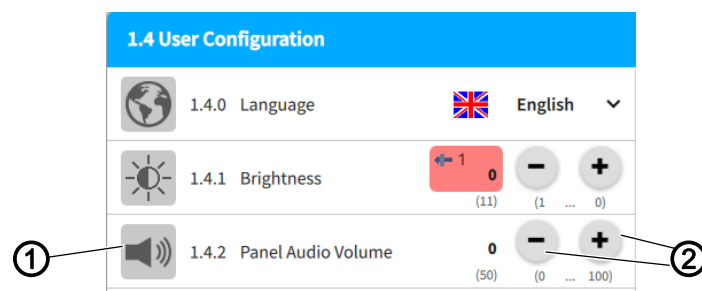 1.4 User Configuration
1.4.0 Language English
1.4.1 Brightness 1 0 − +
(11) (1 ... 0)
1.4.2 Panel Audio Volume 0 − +
(50) (0 ... 100)
1
2